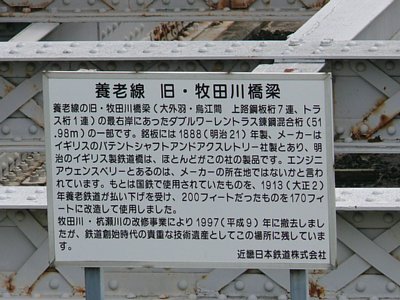 養老線 旧・牧田川橋梁
養老線の旧・牧田川橋梁（大外羽・烏江間 上路鋼板桁７連、トラ
ス桁１連）の最右岸にあったダブルワーレントラス錬鋼混合桁（51
.98m）の一部です。銘板には1888（明治21）年製、メーカーは
イギリスのパテントシャフトアンドアクスレトリー社製とあり、明
治のイギリス製鉄道橋は、ほとんどがこの社の製品です。エンジニ
アウェンスベリーとあるのは、メーカーの所在地ではないかと言わ
れています。もとは国鉄で使用されていたものを、1913（大正２）
年養老鉄道が払い下げを受け、200フィートだったものを170フィ
ートに改造して使用しました。
牧田川・杭瀬川の改修事業により1997（平成９）年に撤去しまし
たが、鉄道創始時代の貴重な技術遺産としてこの場所に残していま
す。
近畿日本鉄道株式会社